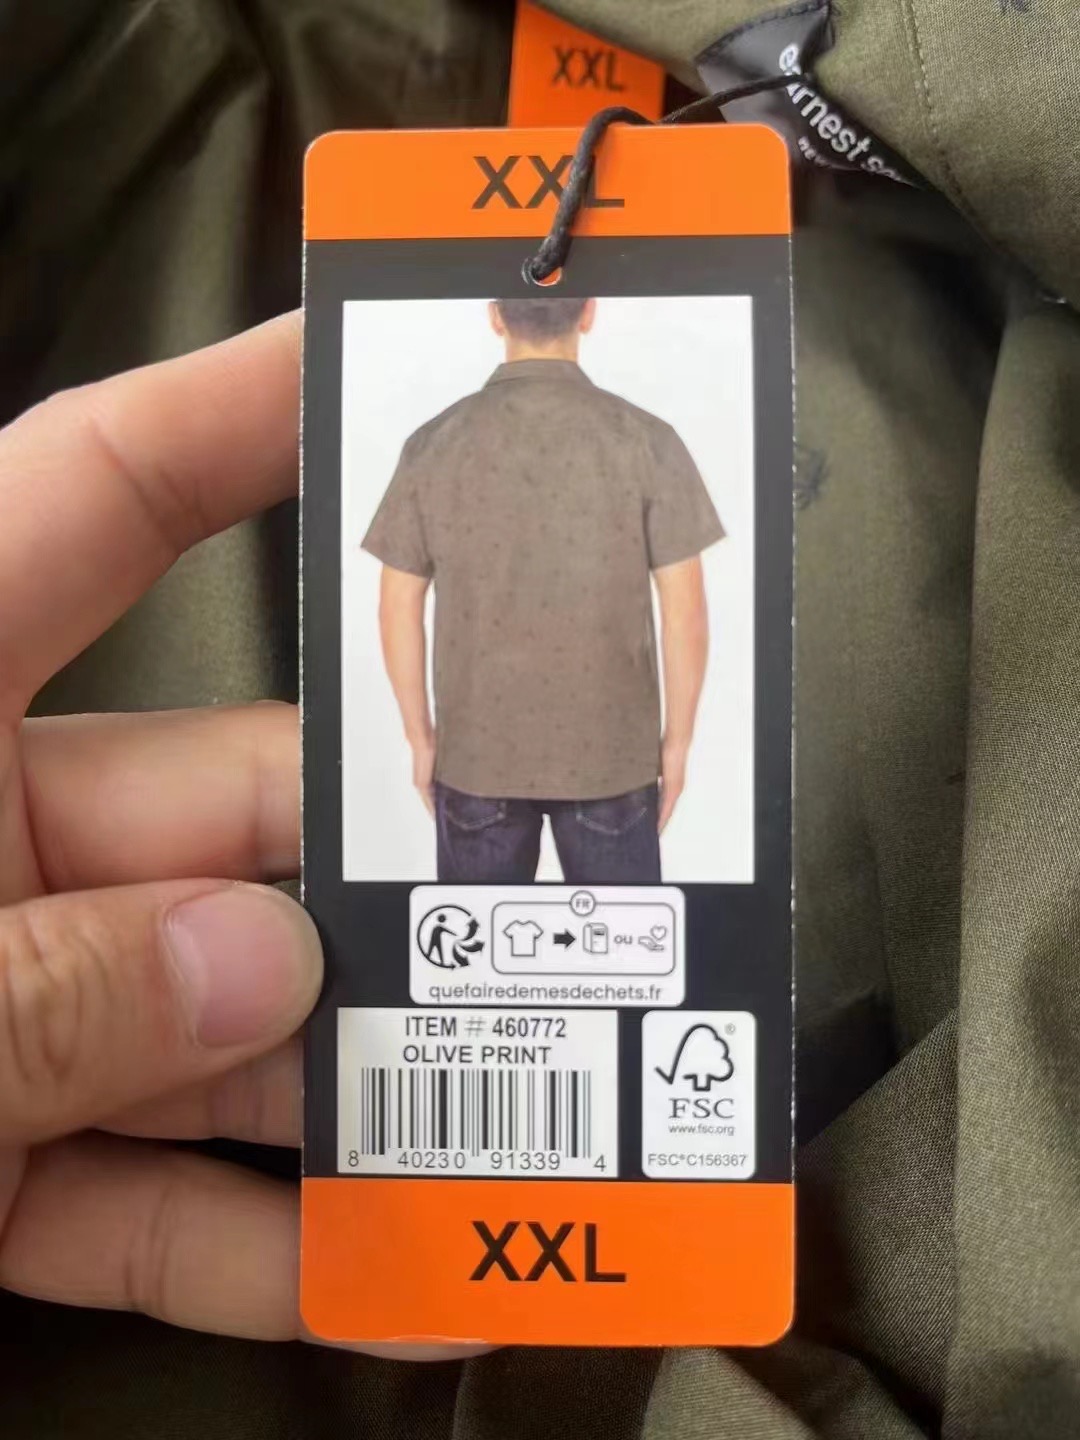 XXL
earnest
XXL
FR
ou
quefairedemesdechets.fr
ITEM # 460772
OLIVE PRINT
8 40230 91339 4
®
FSC
www.fsc.org
FSC® C156367
XXL